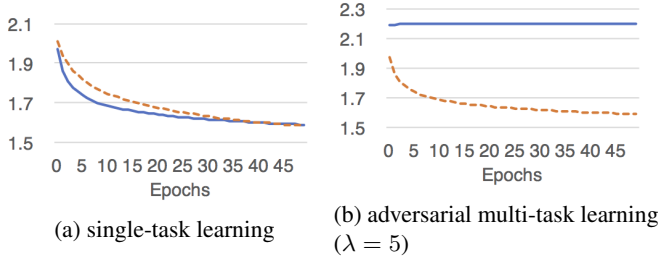 2.1
1.9
1.7
1.5
0 5 10 15 20 25 30 35 40 45
Epochs
(a) single-task learning
2.3
2.1
1.9
1.7
1.5
0 5 10 15 20 25 30 35 40 45
Epochs
(b) adversarial multi-task learning
(λ = 5)